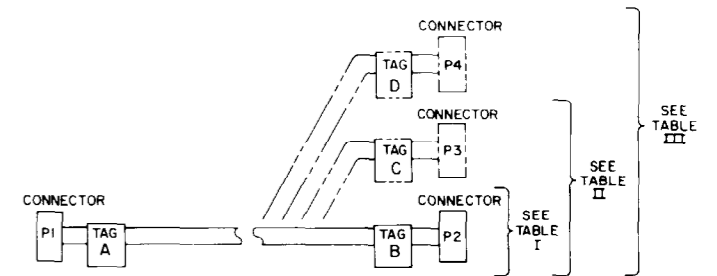 CONNECTOR
TAG
D
P4
CONNECTOR
TAG
C
P3
SEE
TABLE
III
SEE
TABLE
II
CONNECTOR
P1
TAG
A
CONNECTOR
TAG
B
P2
SEE
TABLE
I